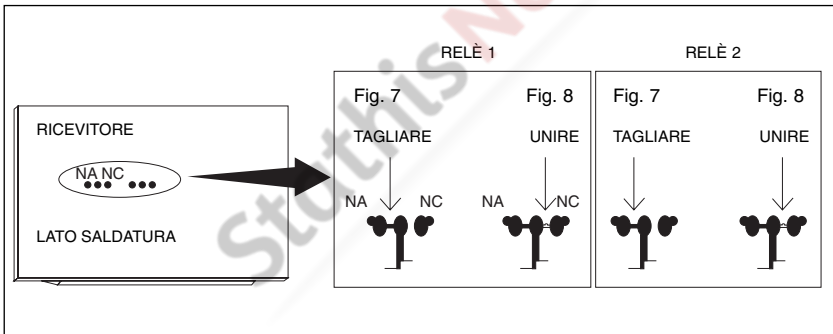 RELÈ 1
RELÈ 2
Fig. 7
Fig. 8
Fig. 7
Fig. 8
TAGLIARE
UNIRE
TAGLIARE
UNIRE
RICEVITORE
NA NC
NA
NC
NA
NC
LATO SALDATURA